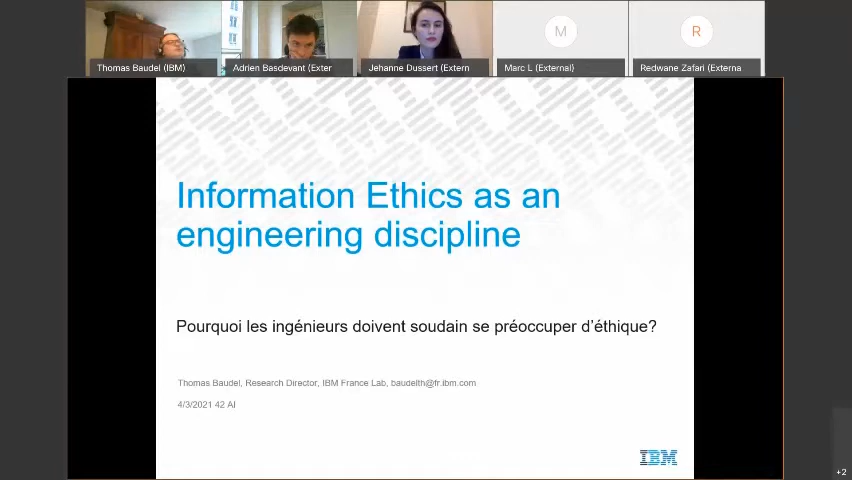 M
R
Thomas Baudel (IBM)
Adrien Basdevant (Exter
Jehanne Dussert (Extern
Marc L (External)
Redwane Zafari (Externa
Information Ethics as an
engineering discipline
Pourquoi les ingénieurs doivent soudain se préoccuper d'éthique?
Thomas Baudel, Research Director, IBM France Lab, baudelth@fr.ibm.com
4/3/2021 42 AI
IBM
+2